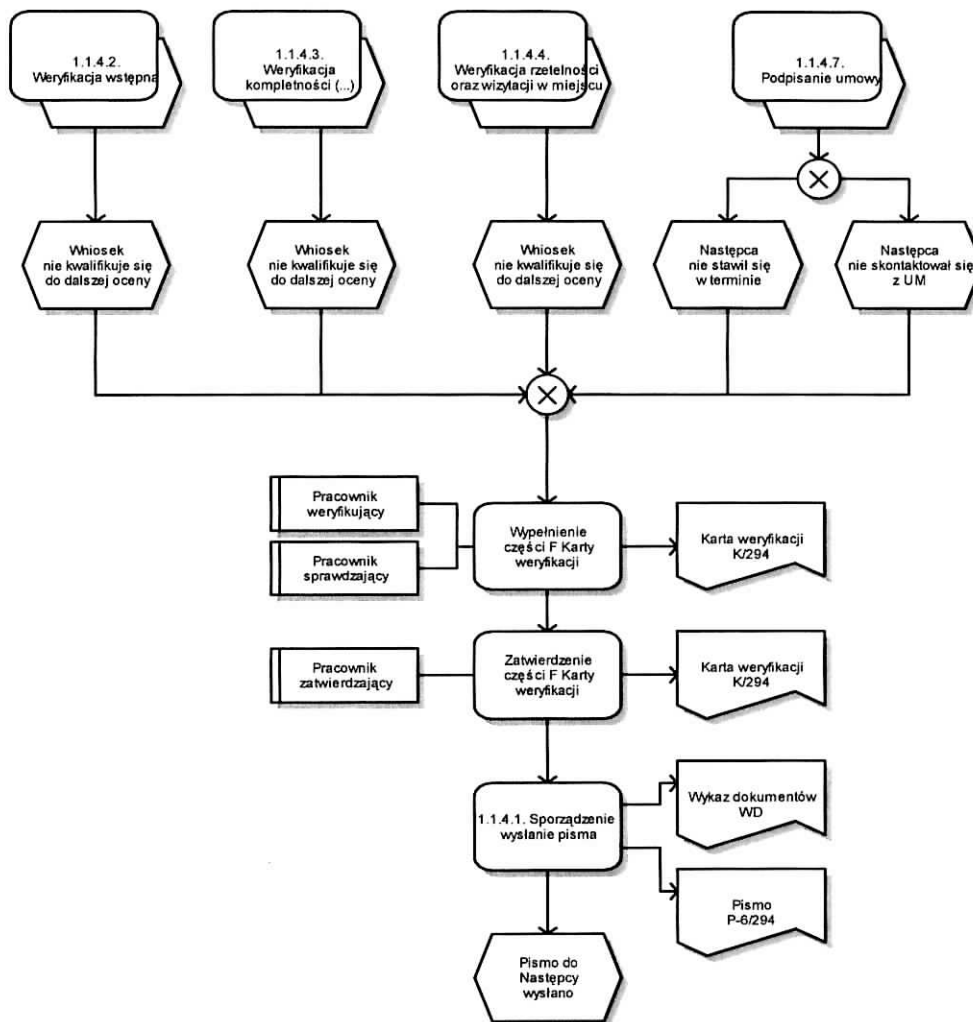 1.1.4.2.
Weryfikacja wstępna
1.1.4.3.
Weryfikacja
kompletności (...)
1.1.4.4.
Weryfikacja rzetelności
oraz wizytacji w miejscu
1.1.4.7.
Podpisanie umowy
Wniosek
nie kwalifikuje się
do dalszej oceny
Wniosek
nie kwalifikuje się
do dalszej oceny
Wniosek
nie kwalifikuje się
do dalszej oceny
Następca
nie stawił się
w terminie
Następca
nie skontaktował się
z UM
Pracownik
weryfikujący
Pracownik
sprawdzający
Wypełnienie
części F Karty
weryfikacji
Karta weryfikacji
K/294
Pracownik
zatwierdzający
Zatwierdzenie
części F Karty
weryfikacji
Karta weryfikacji
K/294
1.1.4.1. Sporządzenie
wysłanie pisma
Wykaz dokumentów
WD
Pismo
P-6/294
Pismo do
Następcy
wysłano